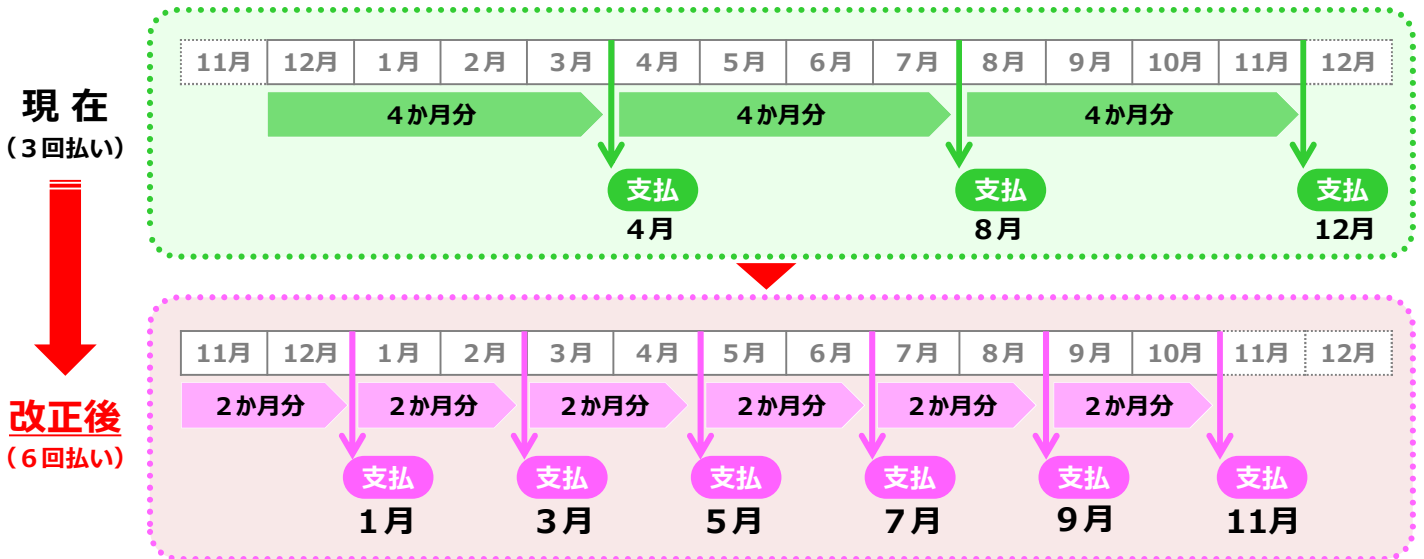 11月 12月 1月 2月 3月 4月 5月 6月 7月 8月 9月 10月 11月 12月
現 在
（３回払い）
４か月分 ４か月分 ４か月分
支払 支払 支払
４月 ８月 12月
11月 12月 1月 2月 3月 4月 5月 6月 7月 8月 9月 10月 11月 12月
２か月分 ２か月分 ２か月分 ２か月分 ２か月分 ２か月分
改正後
（６回払い）
支払 支払 支払 支払 支払 支払
１月 ３月 ５月 ７月 ９月 11月